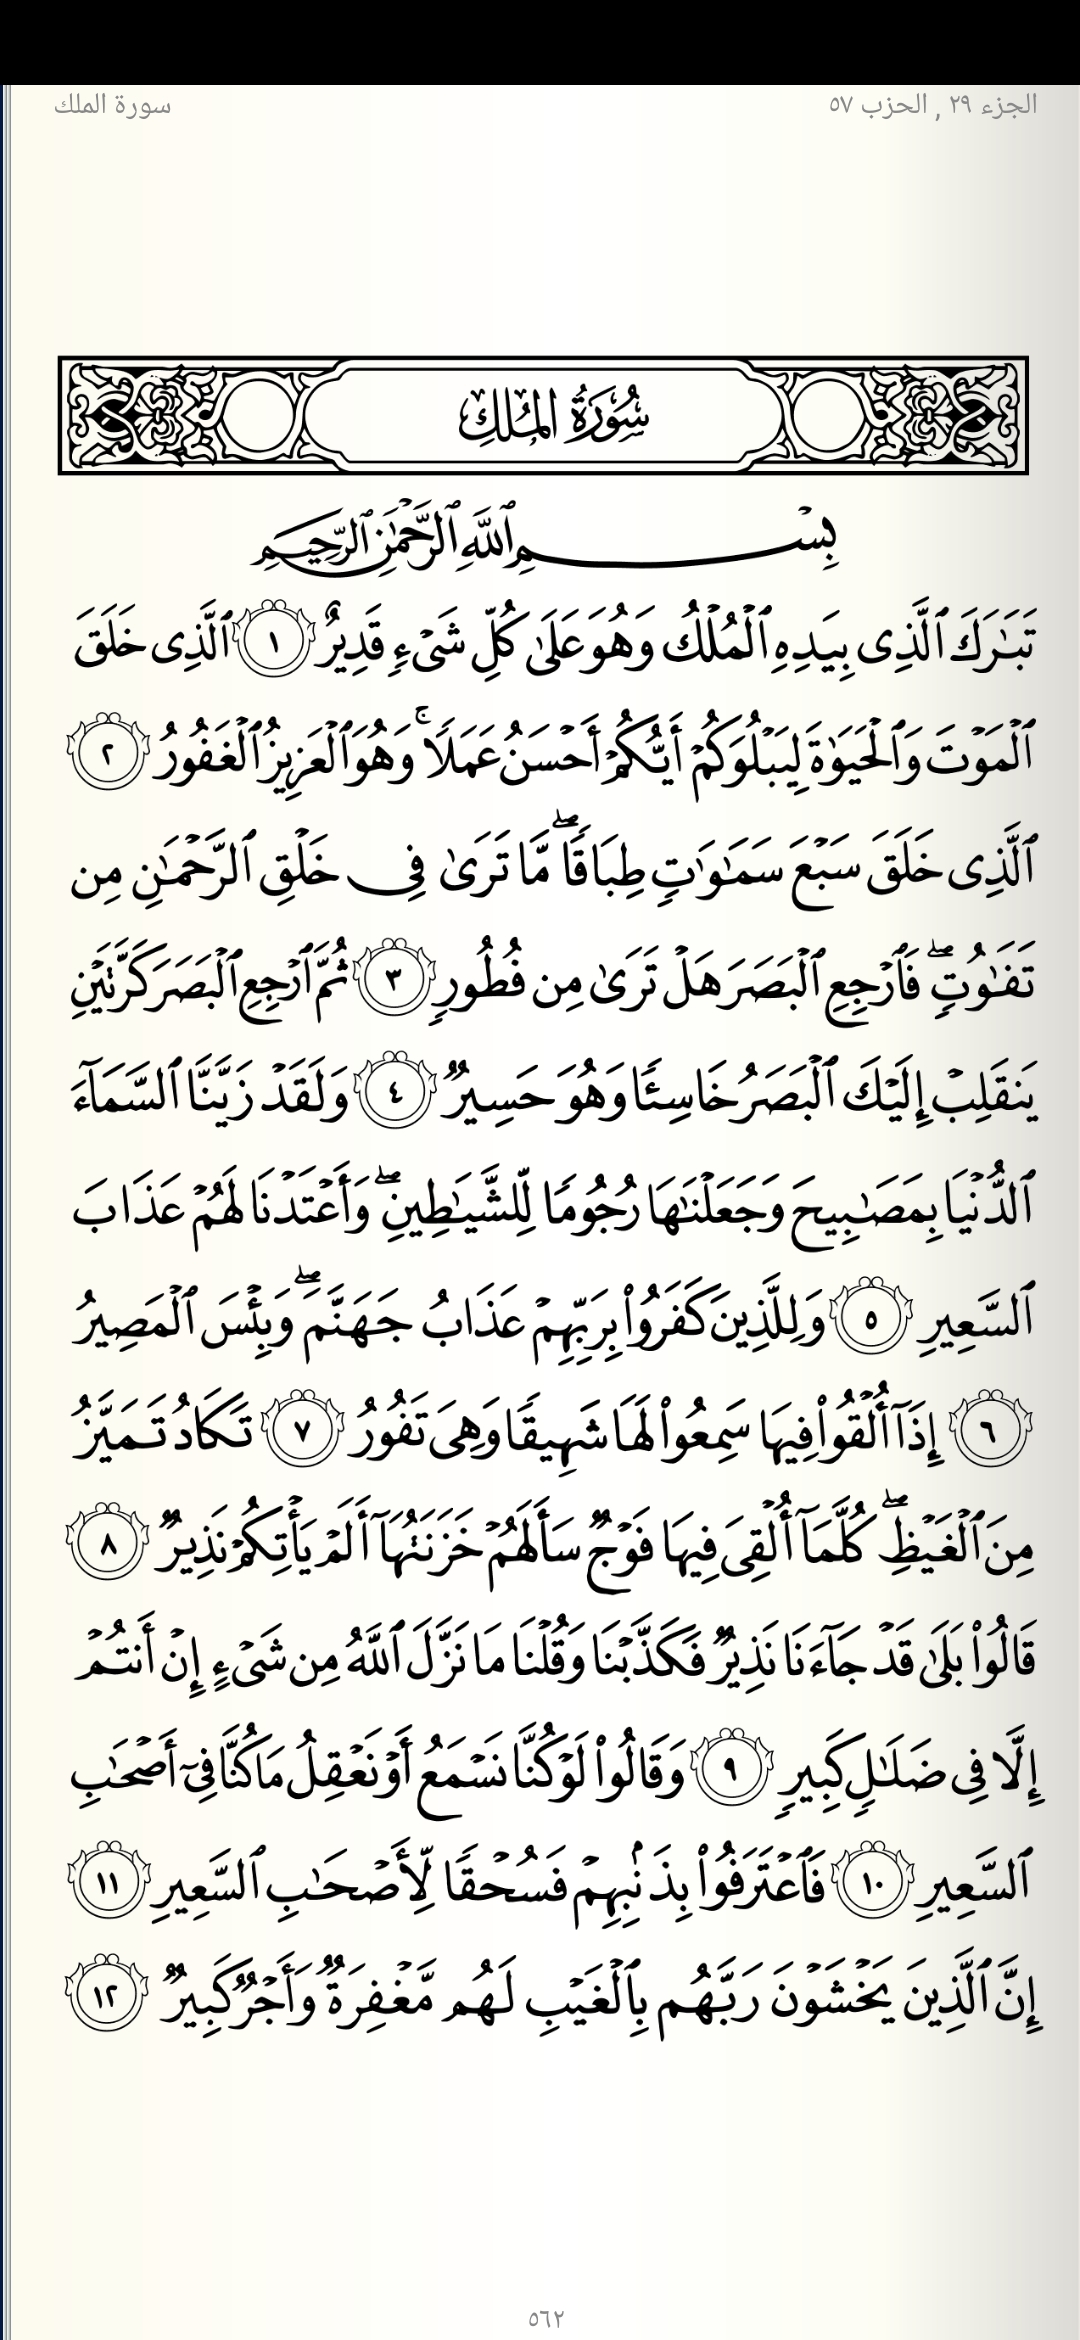 الجزء ٢٩ , الحزب ٥٧
سورة الملك
سُورَةُ المُلْكِ
بِسْمِ ٱللَّهِ ٱلرَّحْمَٰنِ ٱلرَّحِيمِ
تَبَٰرَكَ ٱلَّذِى بِيَدِهِ ٱلْمُلْكُ وَهُوَ عَلَىٰ كُلِّ شَىْءٍ قَدِيرٌ ١ ٱلَّذِى خَلَقَ
ٱلْمَوْتَ وَٱلْحَيَوٰةَ لِيَبْلُوَكُمْ أَيُّكُمْ أَحْسَنُ عَمَلًا ۚ وَهُوَ ٱلْعَزِيزُ ٱلْغَفُورُ ٢
ٱلَّذِى خَلَقَ سَبْعَ سَمَٰوَٰتٍ طِبَاقًا ۖ مَّا تَرَىٰ فِى خَلْقِ ٱلرَّحْمَٰنِ مِن
تَفَٰوُتٍ ۖ فَٱرْجِعِ ٱلْبَصَرَ هَلْ تَرَىٰ مِن فُطُورٍ ٣ ثُمَّ ٱرْجِعِ ٱلْبَصَرَ كَرَّتَيْنِ
يَنقَلِبْ إِلَيْكَ ٱلْبَصَرُ خَاسِئًا وَهُوَ حَسِيرٌ ٤ وَلَقَدْ زَيَّنَّا ٱلسَّمَآءَ
ٱلدُّنْيَا بِمَصَٰبِيحَ وَجَعَلْنَٰهَا رُجُومًا لِّلشَّيَٰطِينِ ۖ وَأَعْتَدْنَا لَهُمْ عَذَابَ
ٱلسَّعِيرِ ٥ وَلِلَّذِينَ كَفَرُوا۟ بِرَبِّهِمْ عَذَابُ جَهَنَّمَ ۖ وَبِئْسَ ٱلْمَصِيرُ
٦ إِذَآ أُلْقُوا۟ فِيهَا سَمِعُوا۟ لَهَا شَهِيقًا وَهِىَ تَفُورُ ٧ تَكَادُ تَمَيَّزُ
مِنَ ٱلْغَيْظِ ۖ كُلَّمَآ أُلْقِىَ فِيهَا فَوْجٌ سَأَلَهُمْ خَزَنَتُهَآ أَلَمْ يَأْتِكُمْ نَذِيرٌ ٨
قَالُوا۟ بَلَىٰ قَدْ جَآءَنَا نَذِيرٌ فَكَذَّبْنَا وَقُلْنَا مَا نَزَّلَ ٱللَّهُ مِن شَىْءٍ إِنْ أَنتُمْ
إِلَّا فِى ضَلَٰلٍ كَبِيرٍ ٩ وَقَالُوا۟ لَوْ كُنَّا نَسْمَعُ أَوْ نَعْقِلُ مَا كُنَّا فِىٓ أَصْحَٰبِ
ٱلسَّعِيرِ ١٠ فَٱعْتَرَفُوا۟ بِذَنۢبِهِمْ فَسُحْقًا لِّأَصْحَٰبِ ٱلسَّعِيرِ ١١
إِنَّ ٱلَّذِينَ يَخْشَوْنَ رَبَّهُم بِٱلْغَيْبِ لَهُم مَّغْفِرَةٌ وَأَجْرٌ كَبِيرٌ ١٢
٥٦٢